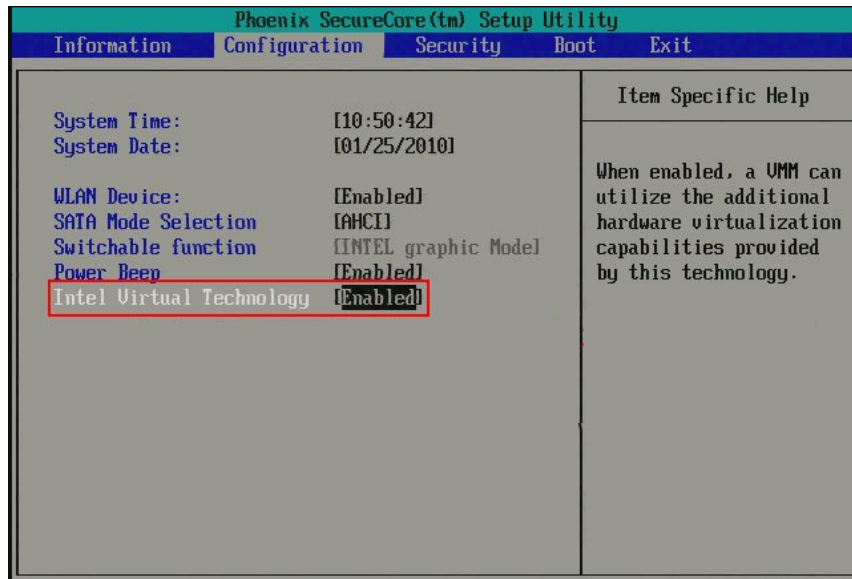 Phoenix SecureCore(tm) Setup Utility
Information Configuration Security Boot Exit
System Time: [10:50:42]
System Date: [01/25/2010]
WLAN Device: [Enabled]
SATA Mode Selection [AHCI]
Switchable function [INTEL graphic Mode]
Power Beep [Enabled]
Intel Virtual Technology [Enabled]
Item Specific Help
When enabled, a VMM can
utilize the additional
hardware virtualization
capabilities provided
by this technology.